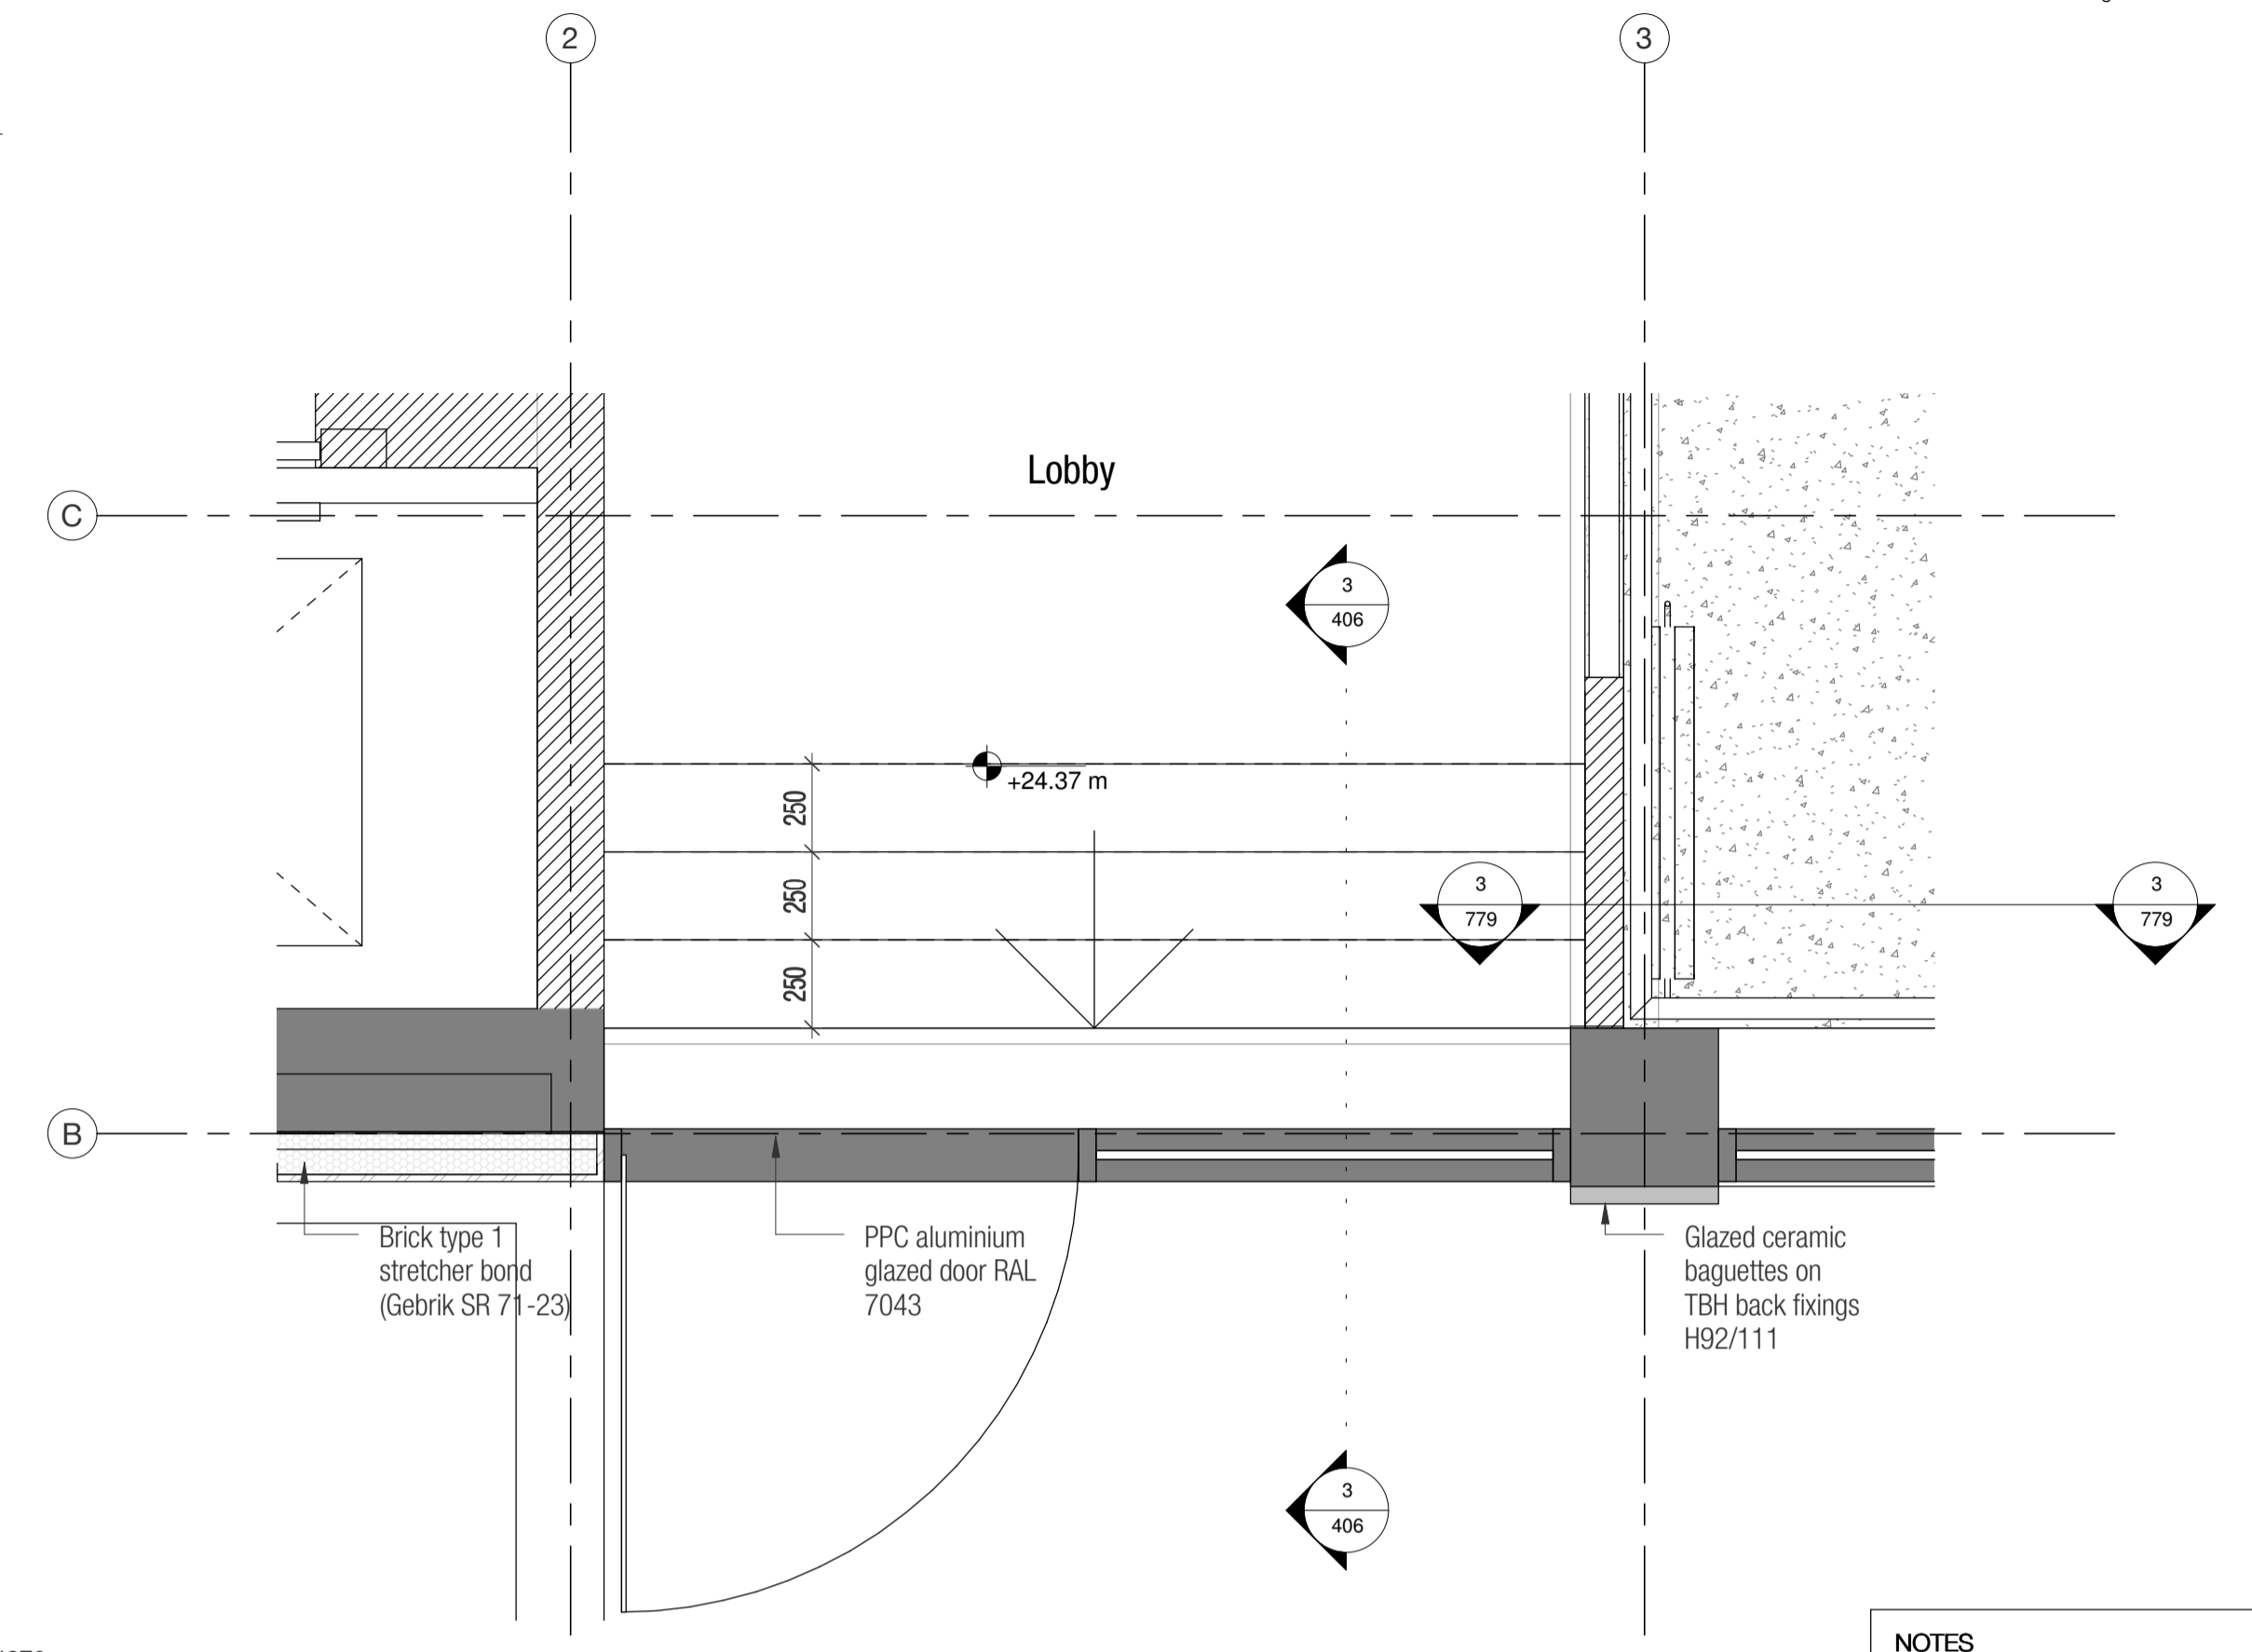 2
3
C
Lobby
3
406
+24.37 m
250
250
250
3
779
3
779
B
Brick type 1
stretcher bond
(Gebrik SR 71-23)
PPC aluminium
glazed door RAL
7043
Glazed ceramic
baguettes on
TBH back fixings
H92/111
3
406
NOTES